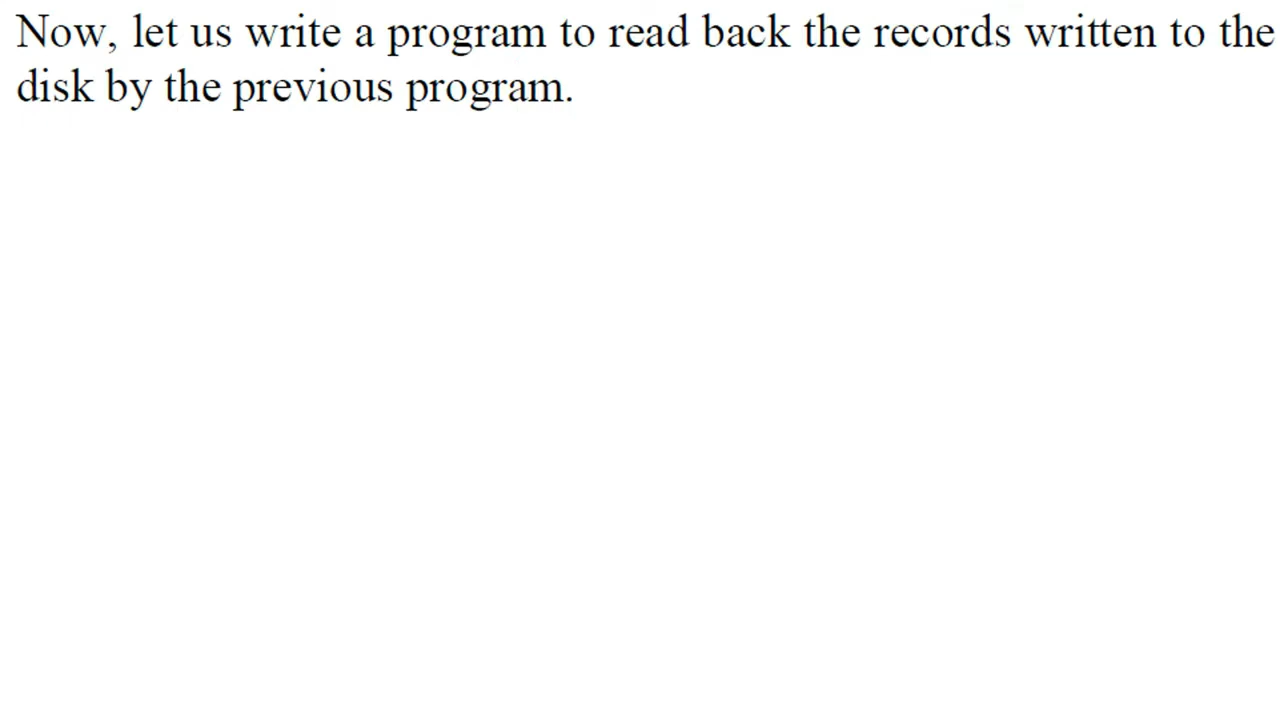 Now, let us write a program to read back the records written to the
disk by the previous program.